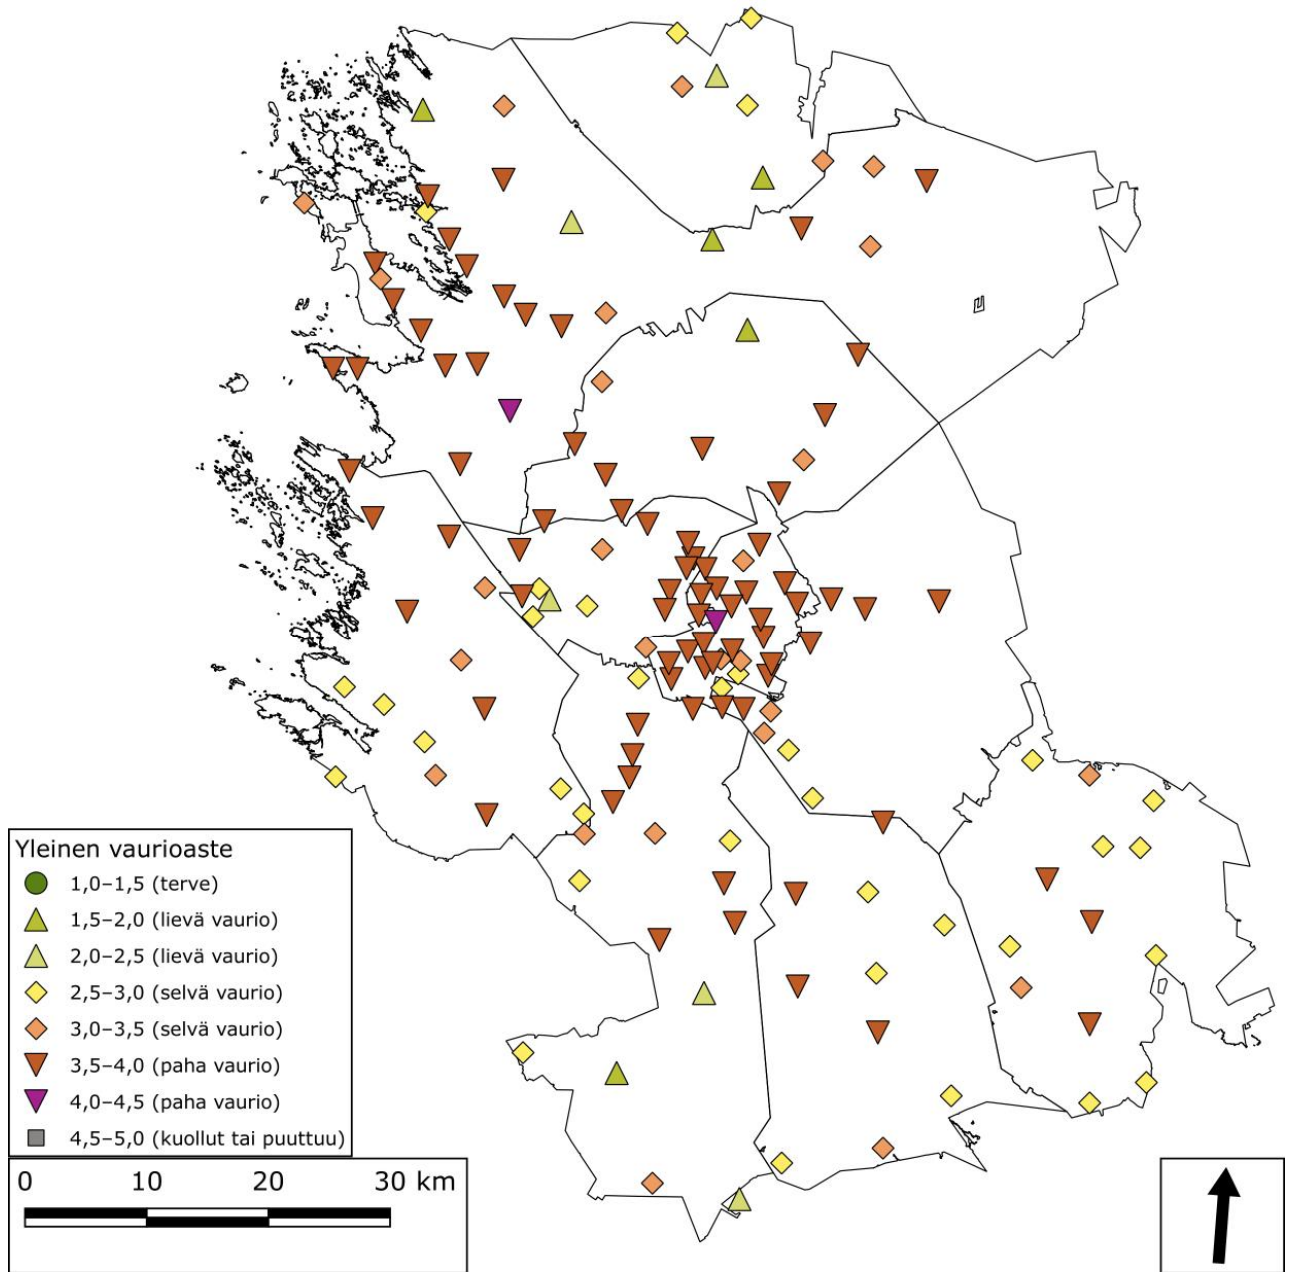 Yleinen vaurioaste
1,0–1,5 (terve)
1,5–2,0 (lievä vaurio)
2,0–2,5 (lievä vaurio)
2,5–3,0 (selvä vaurio)
3,0–3,5 (selvä vaurio)
3,5–4,0 (paha vaurio)
4,0–4,5 (paha vaurio)
4,5–5,0 (kuollut tai puuttuu)
0 10 20 30 km